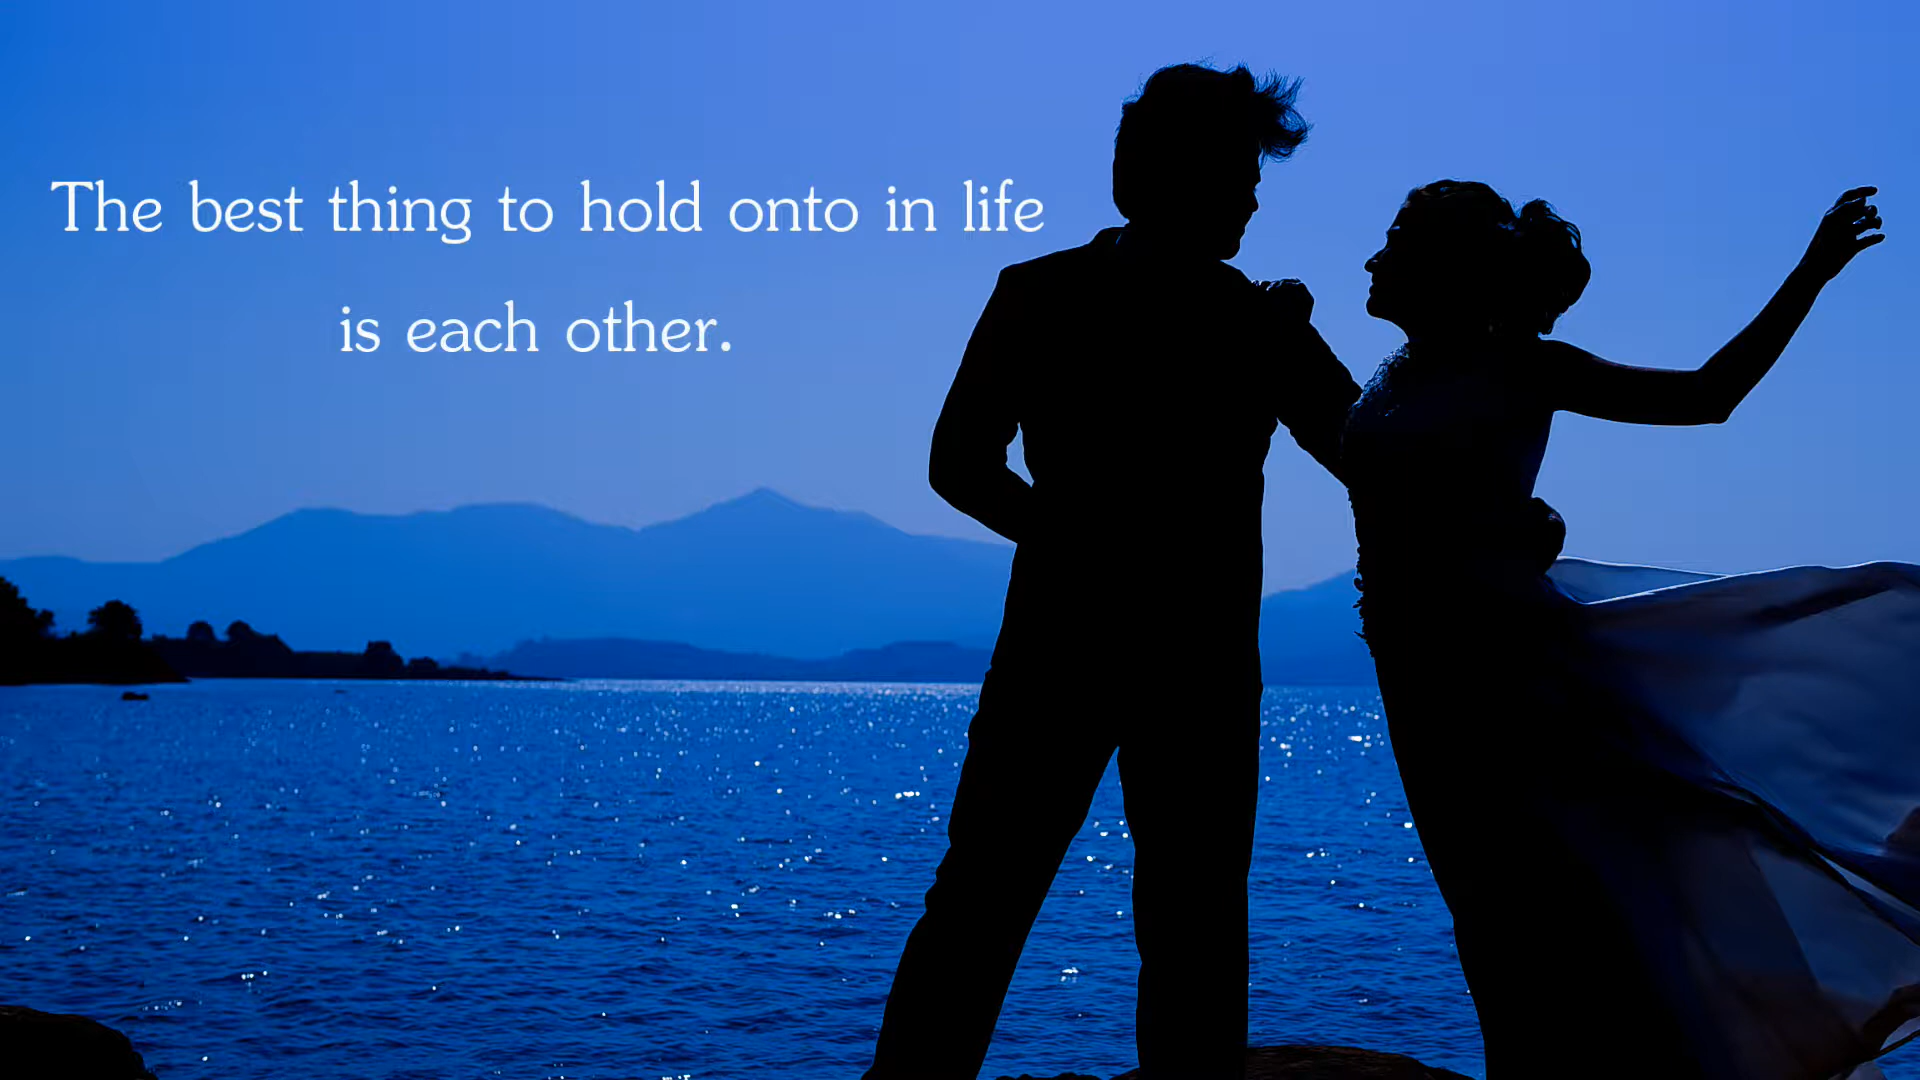 The best thing to hold onto in life
is each other.